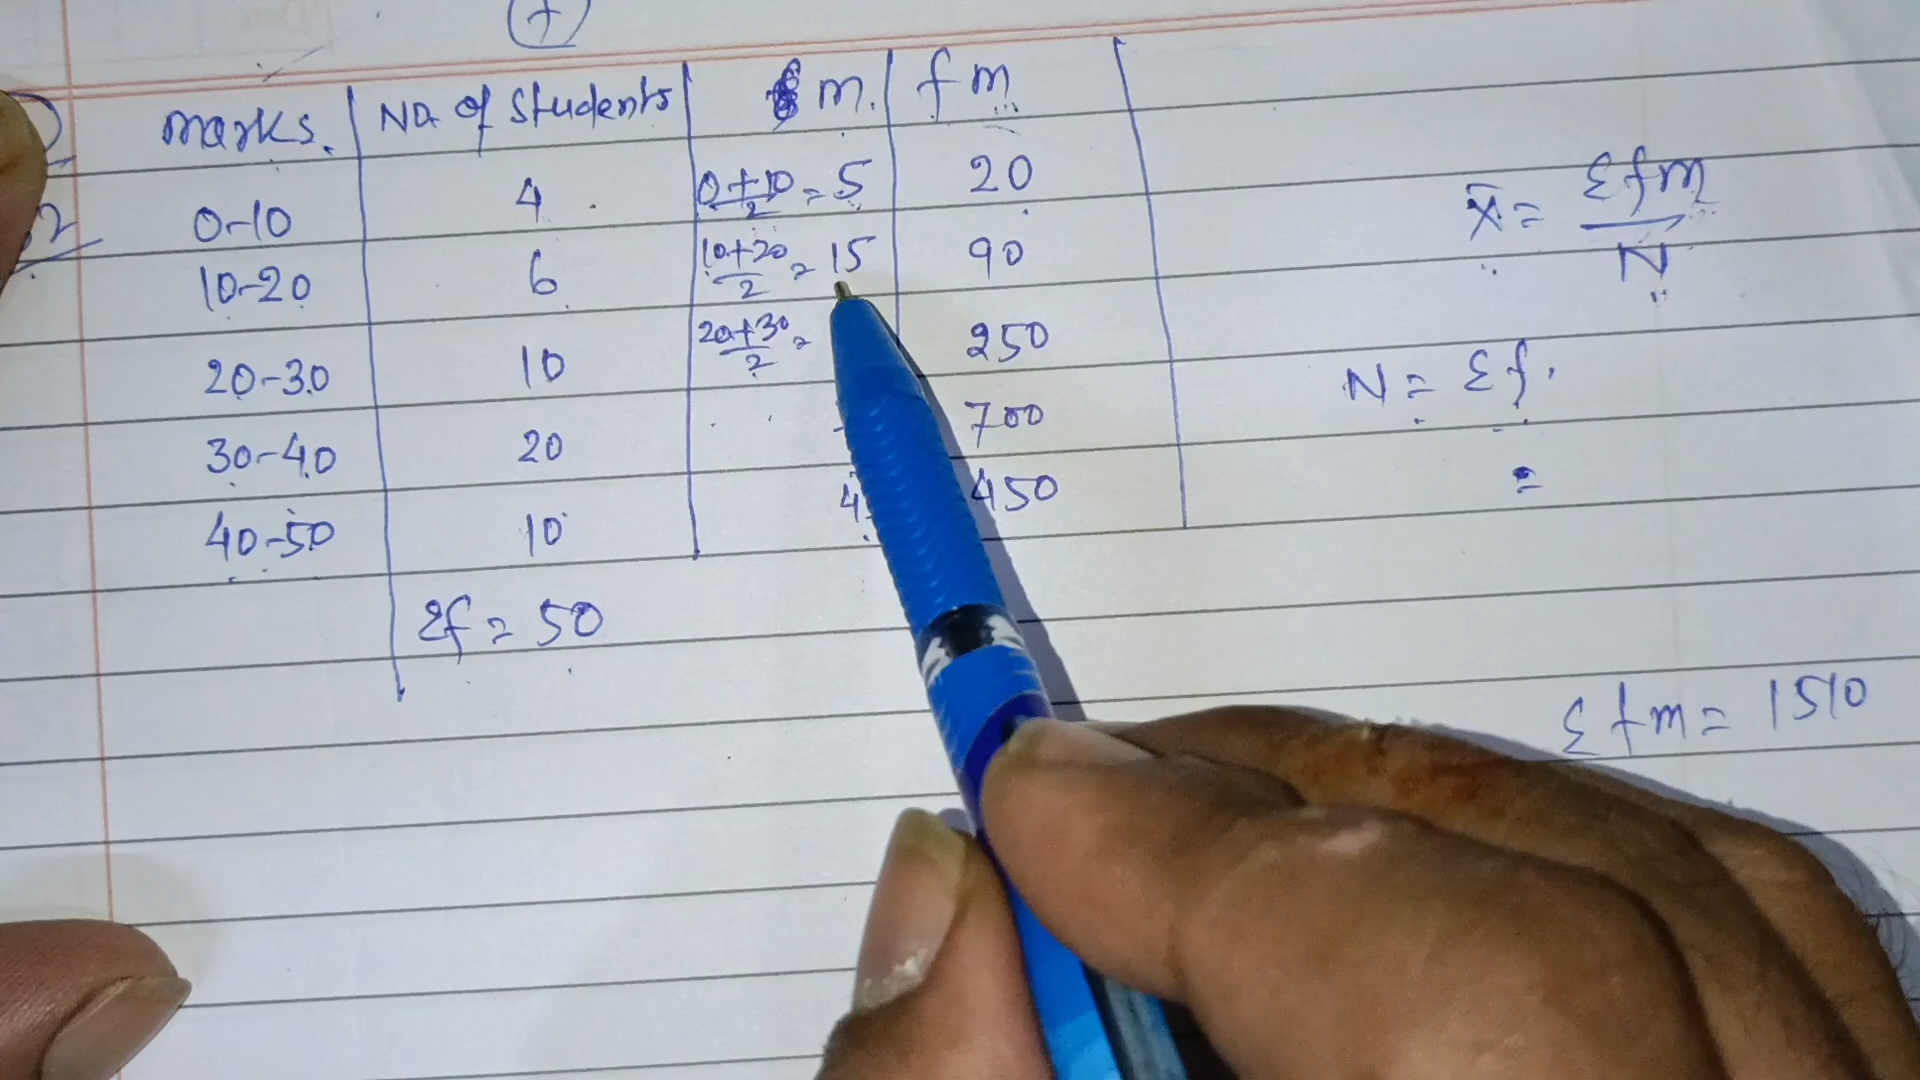 Marks. No. of Students m. fm
0-10 4 0+10/2 = 5 20
10-20 6 10+20/2 = 15 90
20-30 10 20+30/2 = 250
30-40 20 700
40-50 10 450
Σf = 50
X̄ = Σfm/N
N = Σf.
=
Σfm = 1510